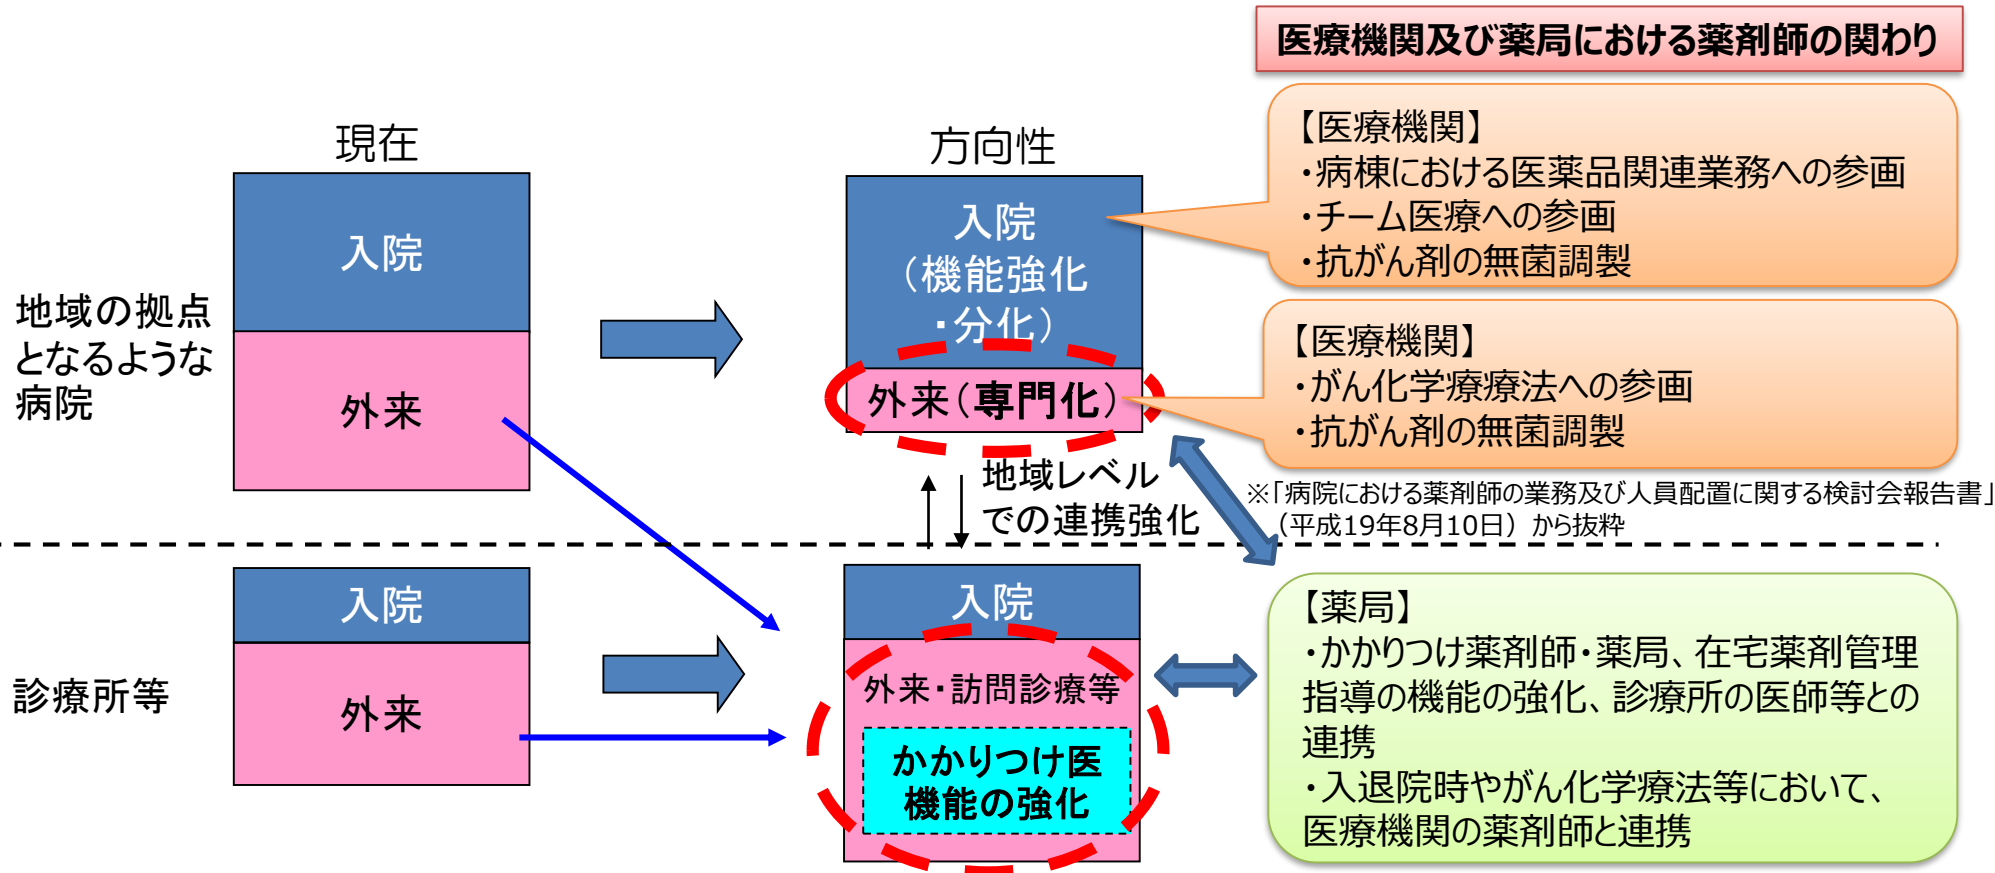 医療機関及び薬局における薬剤師の関わり
現在
方向性
地域の拠点
となるような
病院
入院
外来
入院
（機能強化
・分化）
外来（専門化）
【医療機関】
・病棟における医薬品関連業務への参画
・チーム医療への参画
・抗がん剤の無菌調製
【医療機関】
・がん化学療療法への参画
・抗がん剤の無菌調製
※「病院における薬剤師の業務及び人員配置に関する検討会報告書」
（平成19年8月10日）から抜粋
地域レベル
での連携強化
診療所等
入院
外来
入院
外来・訪問診療等
かかりつけ医
機能の強化
【薬局】
・かかりつけ薬剤師・薬局、在宅薬剤管理
指導の機能の強化、診療所の医師等との
連携
・入退院時やがん化学療法等において、
医療機関の薬剤師と連携